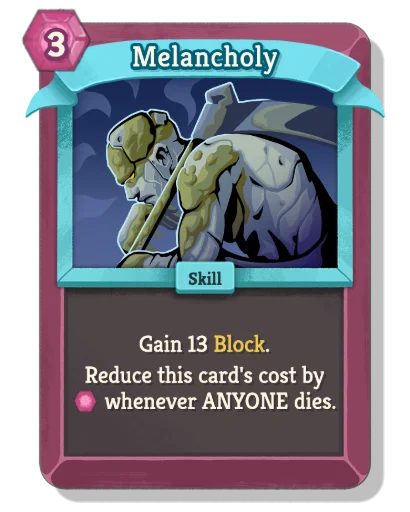 3
Melancholy
Skill
Gain 13 Block.
Reduce this card's cost by
whenever ANYONE dies.